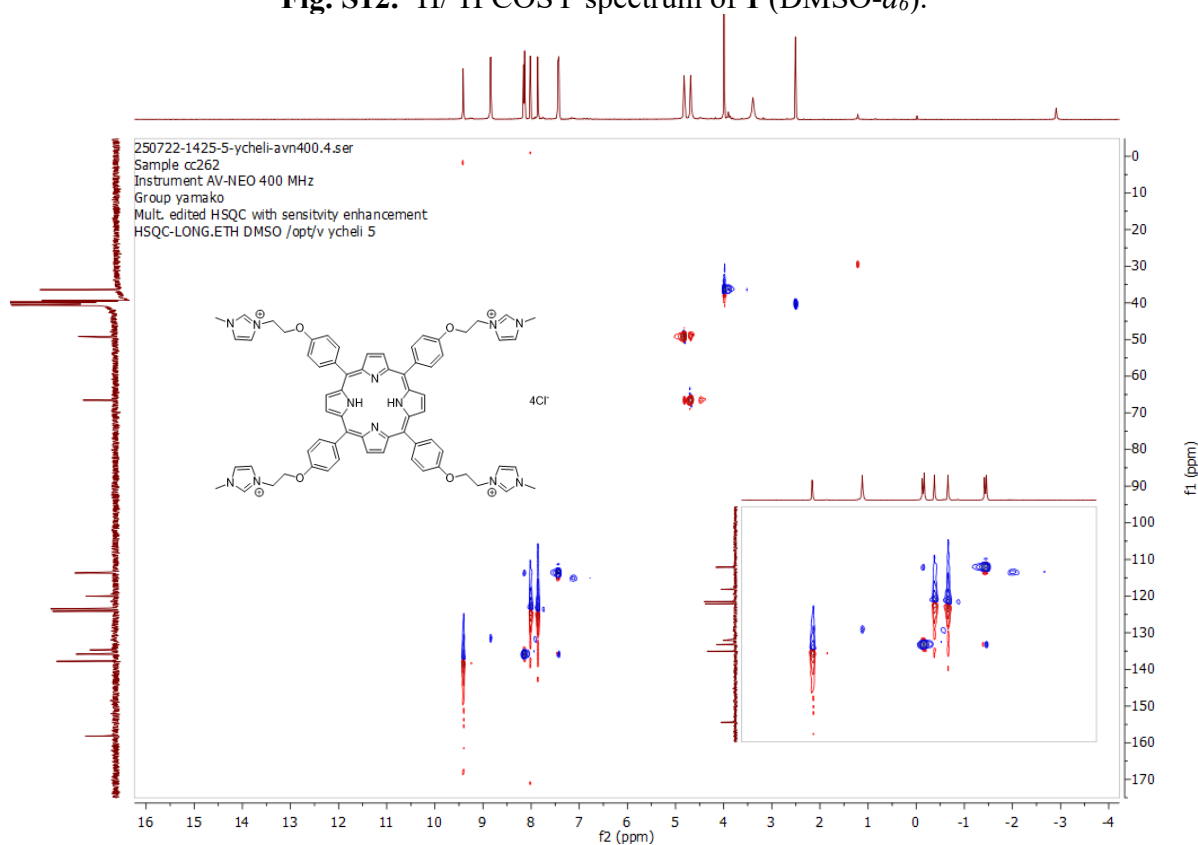 Fig. S12. ¹H/¹H COSY spectrum of 1 (DMSO-d₆).
250722-1425-5-ycheli-avn400.4.ser
Sample cc262
Instrument AV-NEO 400 MHz
Group yamako
Mult. edited HSQC with sensitvity enhancement
HSQC-LONG.ETH DMSO /opt/v ycheli 5
N N⊕ O O N⊕ N
N
NH HN
N
4Cl⁻
N N⊕ O O N⊕ N
0
10
20
30
40
50
60
70
80
90
100
110
120
130
140
150
160
170
f1 (ppm)
16 15 14 13 12 11 10 9 8 7 6 5 4 3 2 1 0 -1 -2 -3 -4
f2 (ppm)